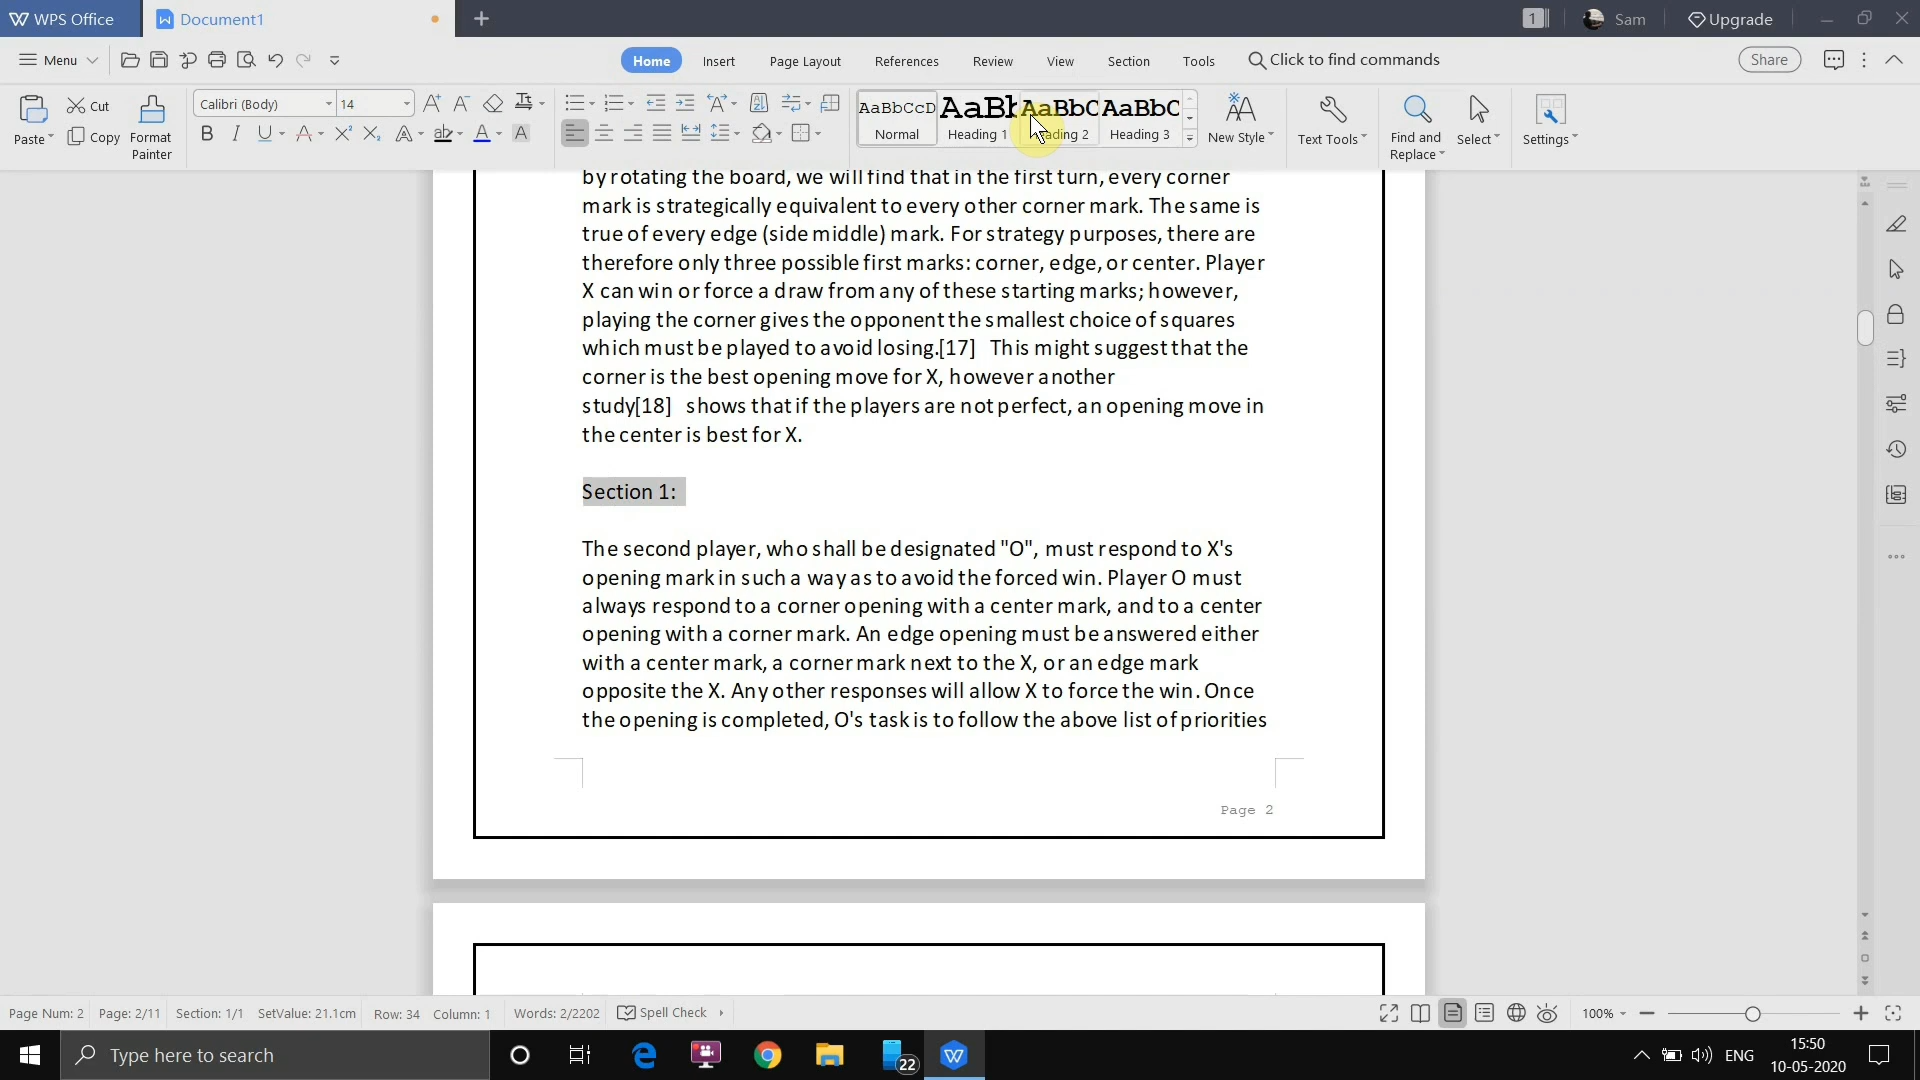 WPS Office
Document1
1
Sam
Upgrade
Menu
Home
Insert
Page Layout
References
Review
View
Section
Tools
Click to find commands
Share
Paste
Cut
Copy
Format
Painter
Calibri (Body)
14
AaBbCcD
Normal
AaBb
Heading 1
AaBbC
ading 2
AaBbC
Heading 3
New Style
Text Tools
Find and
Replace
Select
Settings
by rotating the board, we will find that in the first turn, every corner
mark is strategically equivalent to every other corner mark. The same is
true of every edge (side middle) mark. For strategy purposes, there are
therefore only three possible first marks: corner, edge, or center. Player
X can win or force a draw from any of these starting marks; however,
playing the corner gives the opponent the smallest choice of squares
which must be played to avoid losing.[17] This might suggest that the
corner is the best opening move for X, however another
study[18] shows that if the players are not perfect, an opening move in
the center is best for X.
Section 1:
The second player, who shall be designated "O", must respond to X's
opening mark in such a way as to avoid the forced win. Player O must
always respond to a corner opening with a center mark, and to a center
opening with a corner mark. An edge opening must be answered either
with a center mark, a corner mark next to the X, or an edge mark
opposite the X. Any other responses will allow X to force the win. Once
the opening is completed, O's task is to follow the above list of priorities
Page 2
Page Num: 2
Page: 2/11
Section: 1/1
SetValue: 21.1cm
Row: 34
Column: 1
Words: 2/2202
Spell Check
100%
Type here to search
22
ENG
15:50
10-05-2020